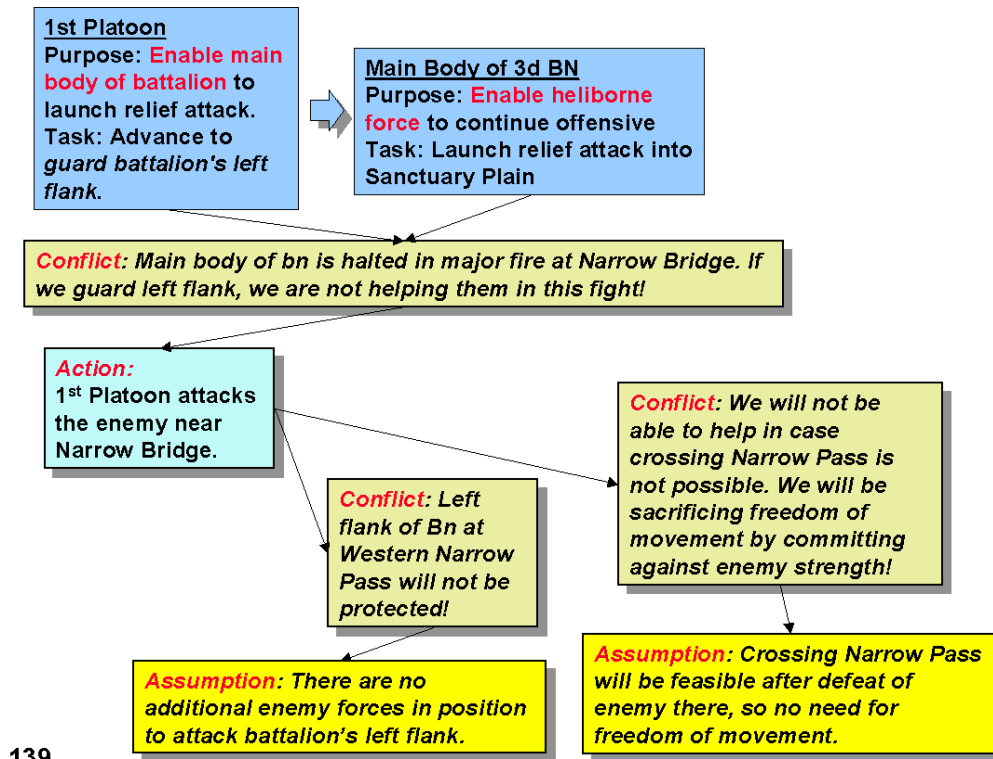 1st Platoon
Purpose: Enable main
body of battalion to
launch relief attack.
Task: Advance to
guard battalion's left
flank.
Main Body of 3d BN
Purpose: Enable heliborne
force to continue offensive
Task: Launch relief attack into
Sanctuary Plain
Conflict: Main body of bn is halted in major fire at Narrow Bridge. If
we guard left flank, we are not helping them in this fight!
Action:
1st Platoon attacks
the enemy near
Narrow Bridge.
Conflict: We will not be
able to help in case
crossing Narrow Pass is
not possible. We will be
sacrificing freedom of
movement by committing
against enemy strength!
Conflict: Left
flank of Bn at
Western Narrow
Pass will not be
protected!
Assumption: There are no
additional enemy forces in position
to attack battalion's left flank.
Assumption: Crossing Narrow Pass
will be feasible after defeat of
enemy there, so no need for
freedom of movement.
139